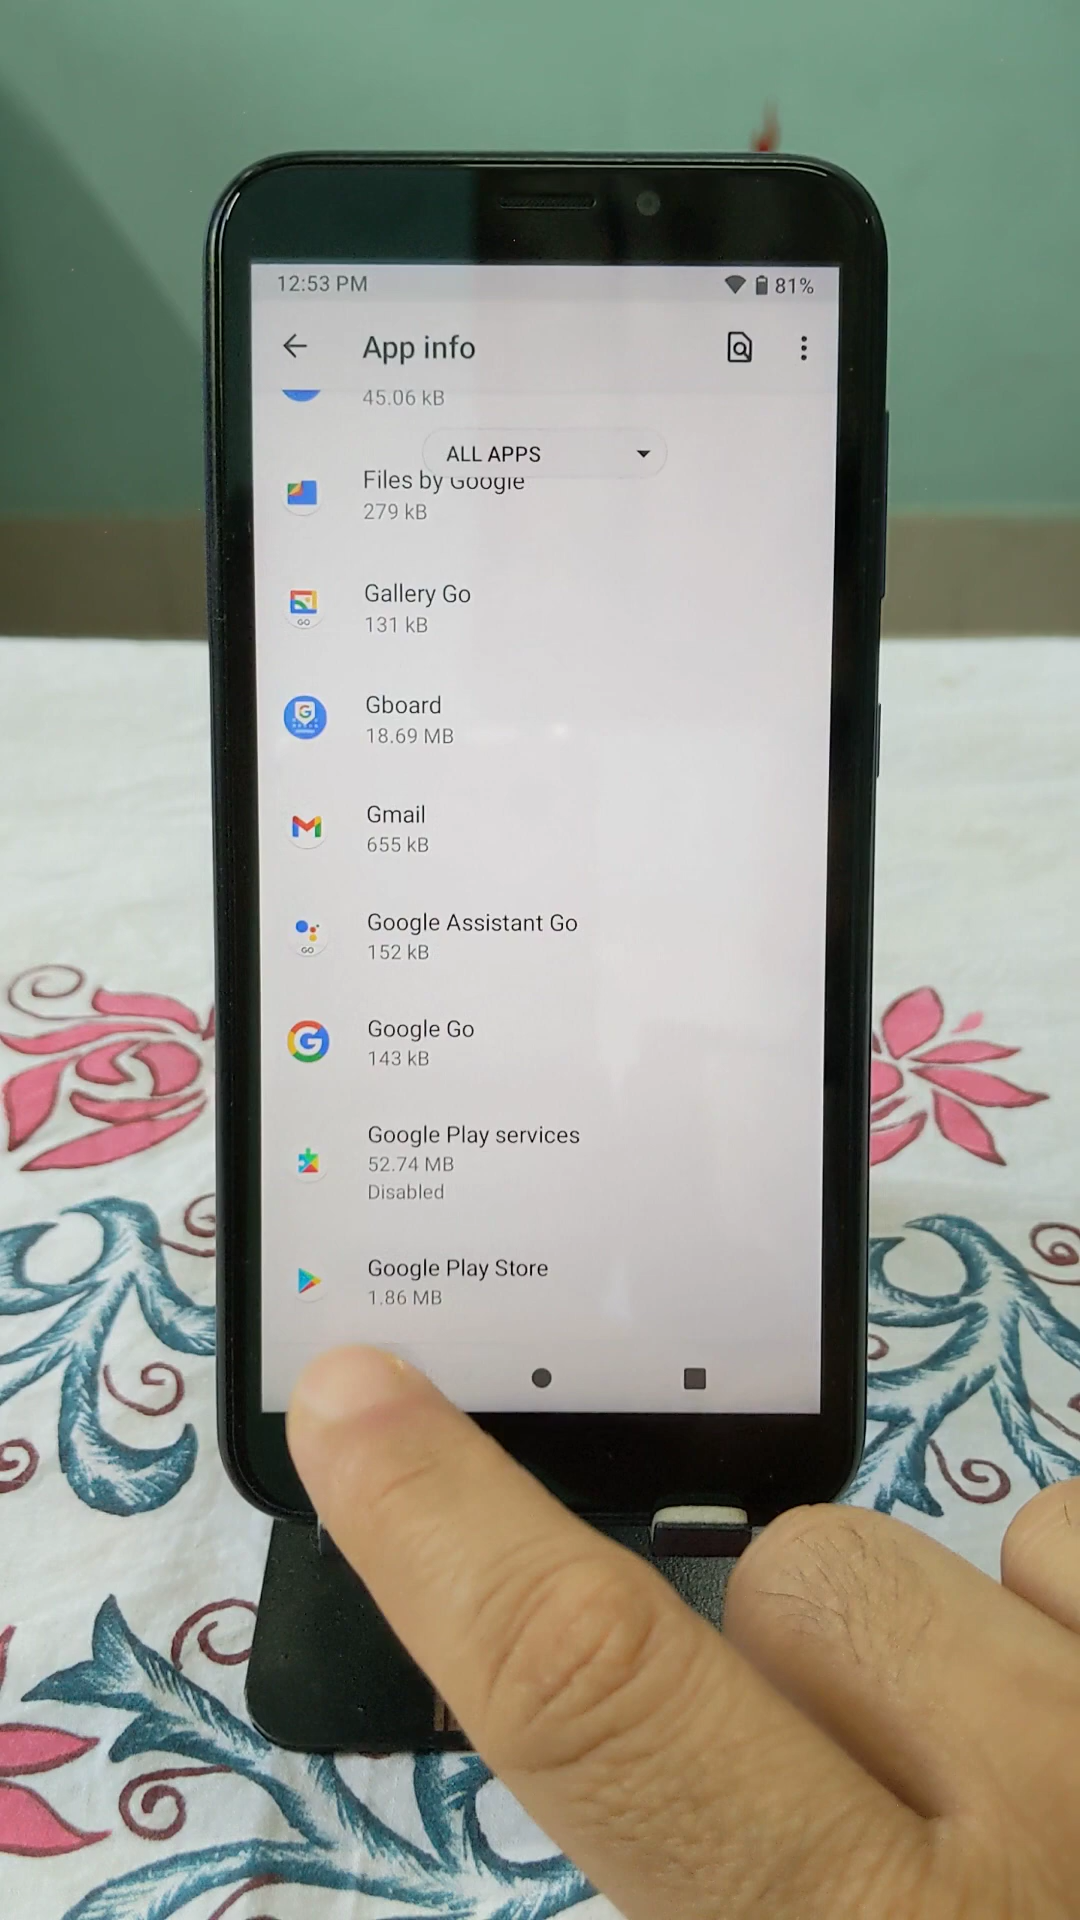 12:53 PM
81%
App info
45.06 kB
ALL APPS
Files by Google
279 kB
Gallery Go
131 kB
GO
Gboard
18.69 MB
Gmail
655 kB
Google Assistant Go
152 kB
GO
Google Go
143 kB
Google Play services
52.74 MB
Disabled
Google Play Store
1.86 MB